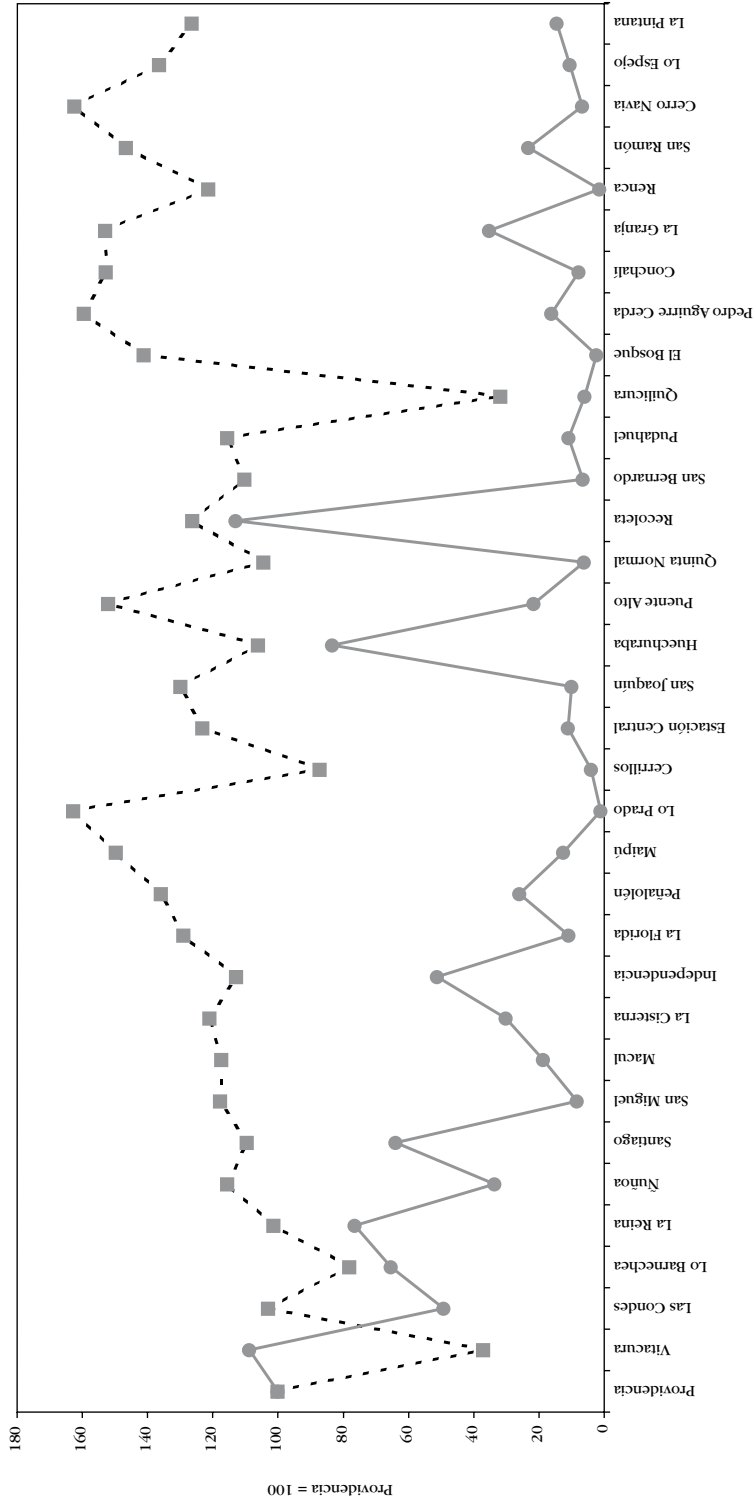 Providencia = 100
180
160
140
120
100
80
60
40
20
0
Providencia
Vitacura
Las Condes
Lo Barnechea
La Reina
Ñuñoa
Santiago
San Miguel
Macul
La Cisterna
Independencia
La Florida
Peñalolén
Maipú
Lo Prado
Cerrillos
Estación Central
San Joaquín
Huechuraba
Puente Alto
Quinta Normal
Recoleta
San Bernardo
Pudahuel
Quilicura
El Bosque
Pedro Aguirre Cerda
Conchalí
La Granja
Renca
San Ramón
Cerro Navia
Lo Espejo
La Pintana